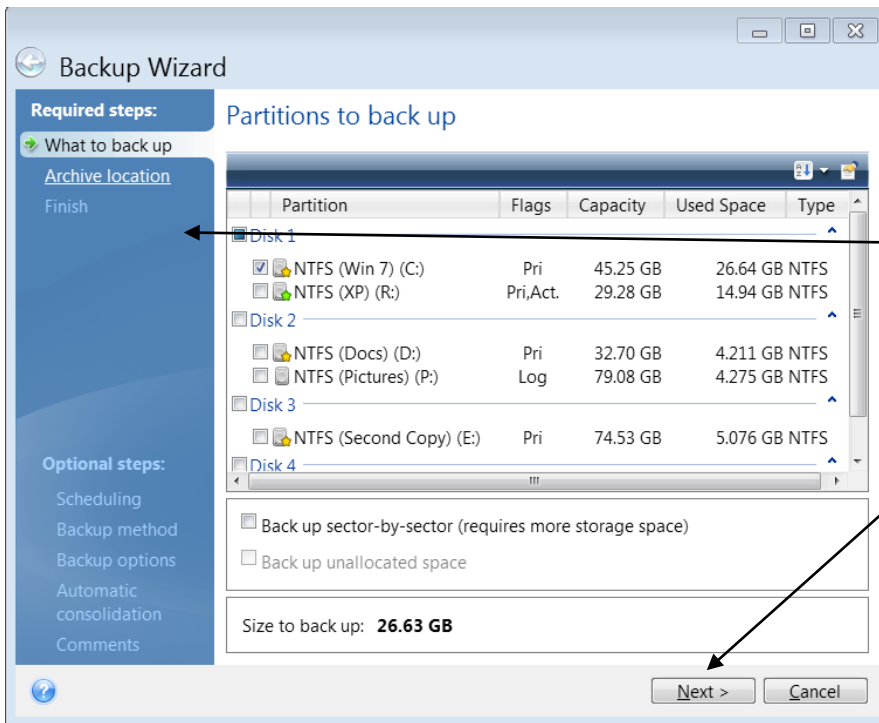 Backup Wizard
Required steps:
What to back up
Archive location
Finish
Optional steps:
Scheduling
Backup method
Backup options
Automatic
consolidation
Comments
Partitions to back up
Partition Flags Capacity Used Space Type
Disk 1
NTFS (Win 7) (C:) Pri 45.25 GB 26.64 GB NTFS
NTFS (XP) (R:) Pri,Act. 29.28 GB 14.94 GB NTFS
Disk 2
NTFS (Docs) (D:) Pri 32.70 GB 4.211 GB NTFS
NTFS (Pictures) (P:) Log 79.08 GB 4.275 GB NTFS
Disk 3
NTFS (Second Copy) (E:) Pri 74.53 GB 5.076 GB NTFS
Disk 4
Back up sector-by-sector (requires more storage space)
Back up unallocated space
Size to back up: 26.63 GB
Next > Cancel